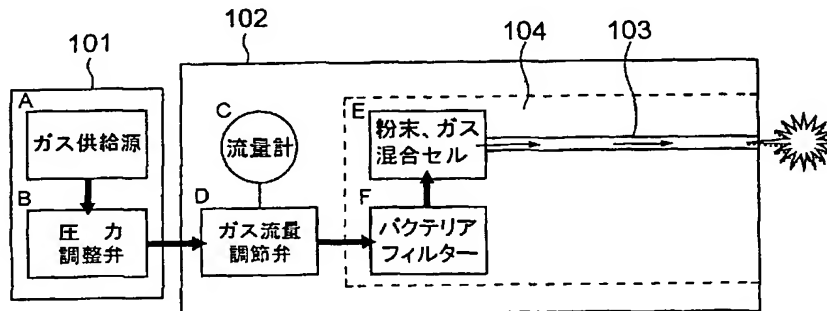 101
102
104
103
A
ガス供給源
B
圧 力
調整弁
C
流量計
D
ガス流量
調節弁
E
粉末、ガス
混合セル
F
バクテリア
フィルター